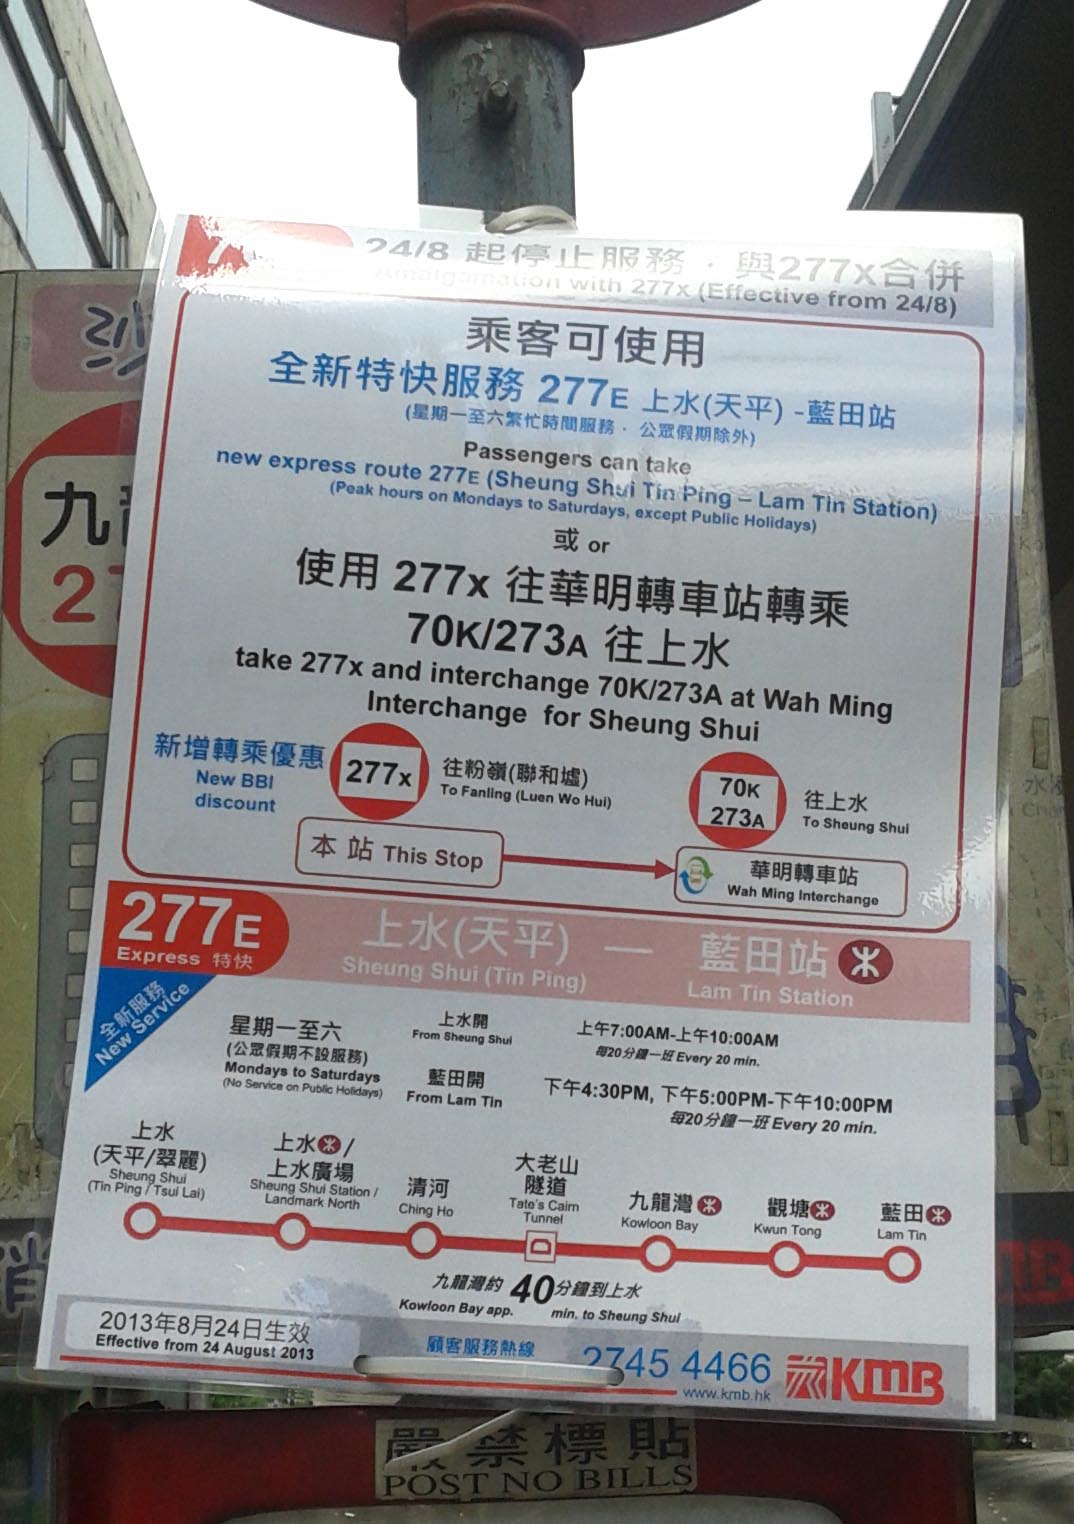 24/8 起停止服務．與277x合併
Amalgamation with 277x (Effective from 24/8)
乘客可使用
全新特快服務 277E 上水(天平) -藍田站
(星期一至六繁忙時間服務．公眾假期除外)
Passengers can take
new express route 277E (Sheung Shui Tin Ping – Lam Tin Station)
(Peak hours on Mondays to Saturdays, except Public Holidays)
或 or
使用 277x 往華明轉車站轉乘
70K/273A 往上水
take 277x and interchange 70K/273A at Wah Ming
Interchange for Sheung Shui
新增轉乘優惠
New BBI
discount
277x
往粉嶺(聯和墟)
To Fanling (Luen Wo Hui)
70K
273A
往上水
To Sheung Shui
本 站 This Stop
華明轉車站
Wah Ming Interchange
277E
Express 特快
上水(天平) — 藍田站
Sheung Shui (Tin Ping)
Lam Tin Station
全新服務
New Service
星期一至六
(公眾假期不設服務)
Mondays to Saturdays
(No Service on Public Holidays)
上水開
From Sheung Shui
上午7:00AM-上午10:00AM
每20分鐘一班 Every 20 min.
藍田開
From Lam Tin
下午4:30PM, 下午5:00PM-下午10:00PM
每20分鐘一班 Every 20 min.
上水
(天平/翠麗)
Sheung Shui
(Tin Ping / Tsui Lai)
上水/
上水廣場
Sheung Shui Station /
Landmark North
清河
Ching Ho
大老山
隧道
Tate's Cairn
Tunnel
九龍灣
Kowloon Bay
觀塘
Kwun Tong
藍田
Lam Tin
九龍灣約 40分鐘到上水
Kowloon Bay app. min. to Sheung Shui
2013年8月24日生效
Effective from 24 August 2013
顧客服務熱線
2745 4466
www.kmb.hk
KMB
嚴禁標貼
POST NO BILLS
沙
九
2